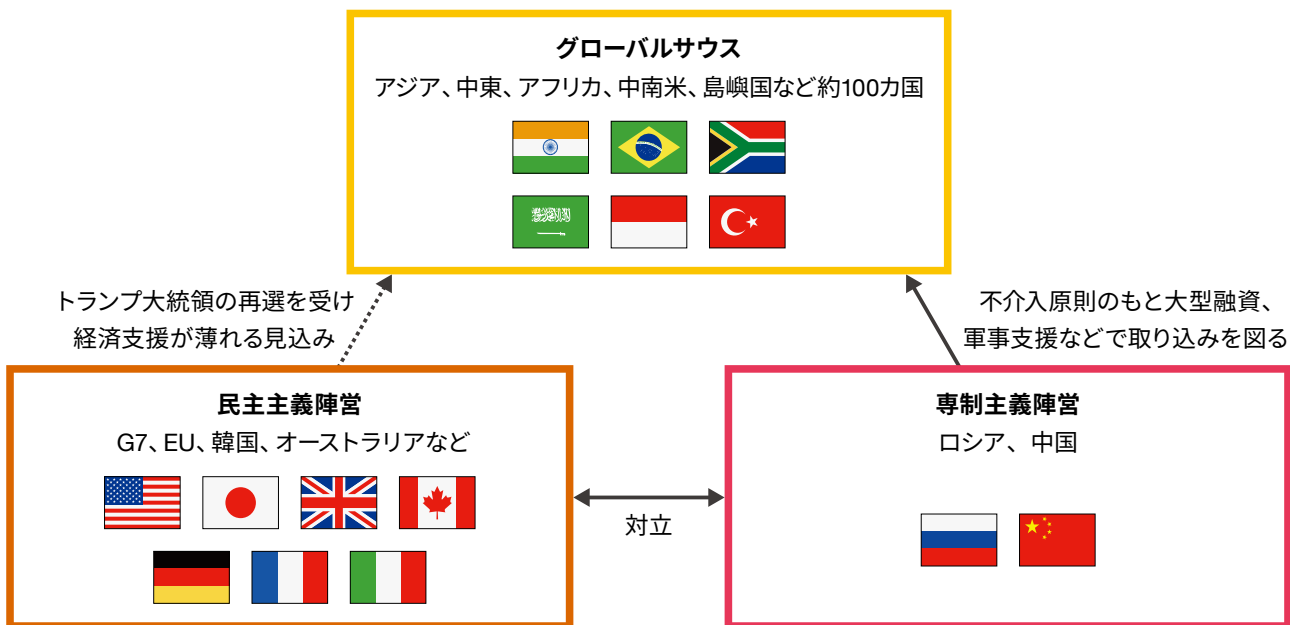 グローバルサウス
アジア、中東、アフリカ、中南米、島嶼国など約100カ国
トランプ大統領の再選を受け
経済支援が薄れる見込み
不介入原則のもと大型融資、
軍事支援などで取り込みを図る
民主主義陣営
G7、EU、韓国、オーストラリアなど
対立
専制主義陣営
ロシア、中国